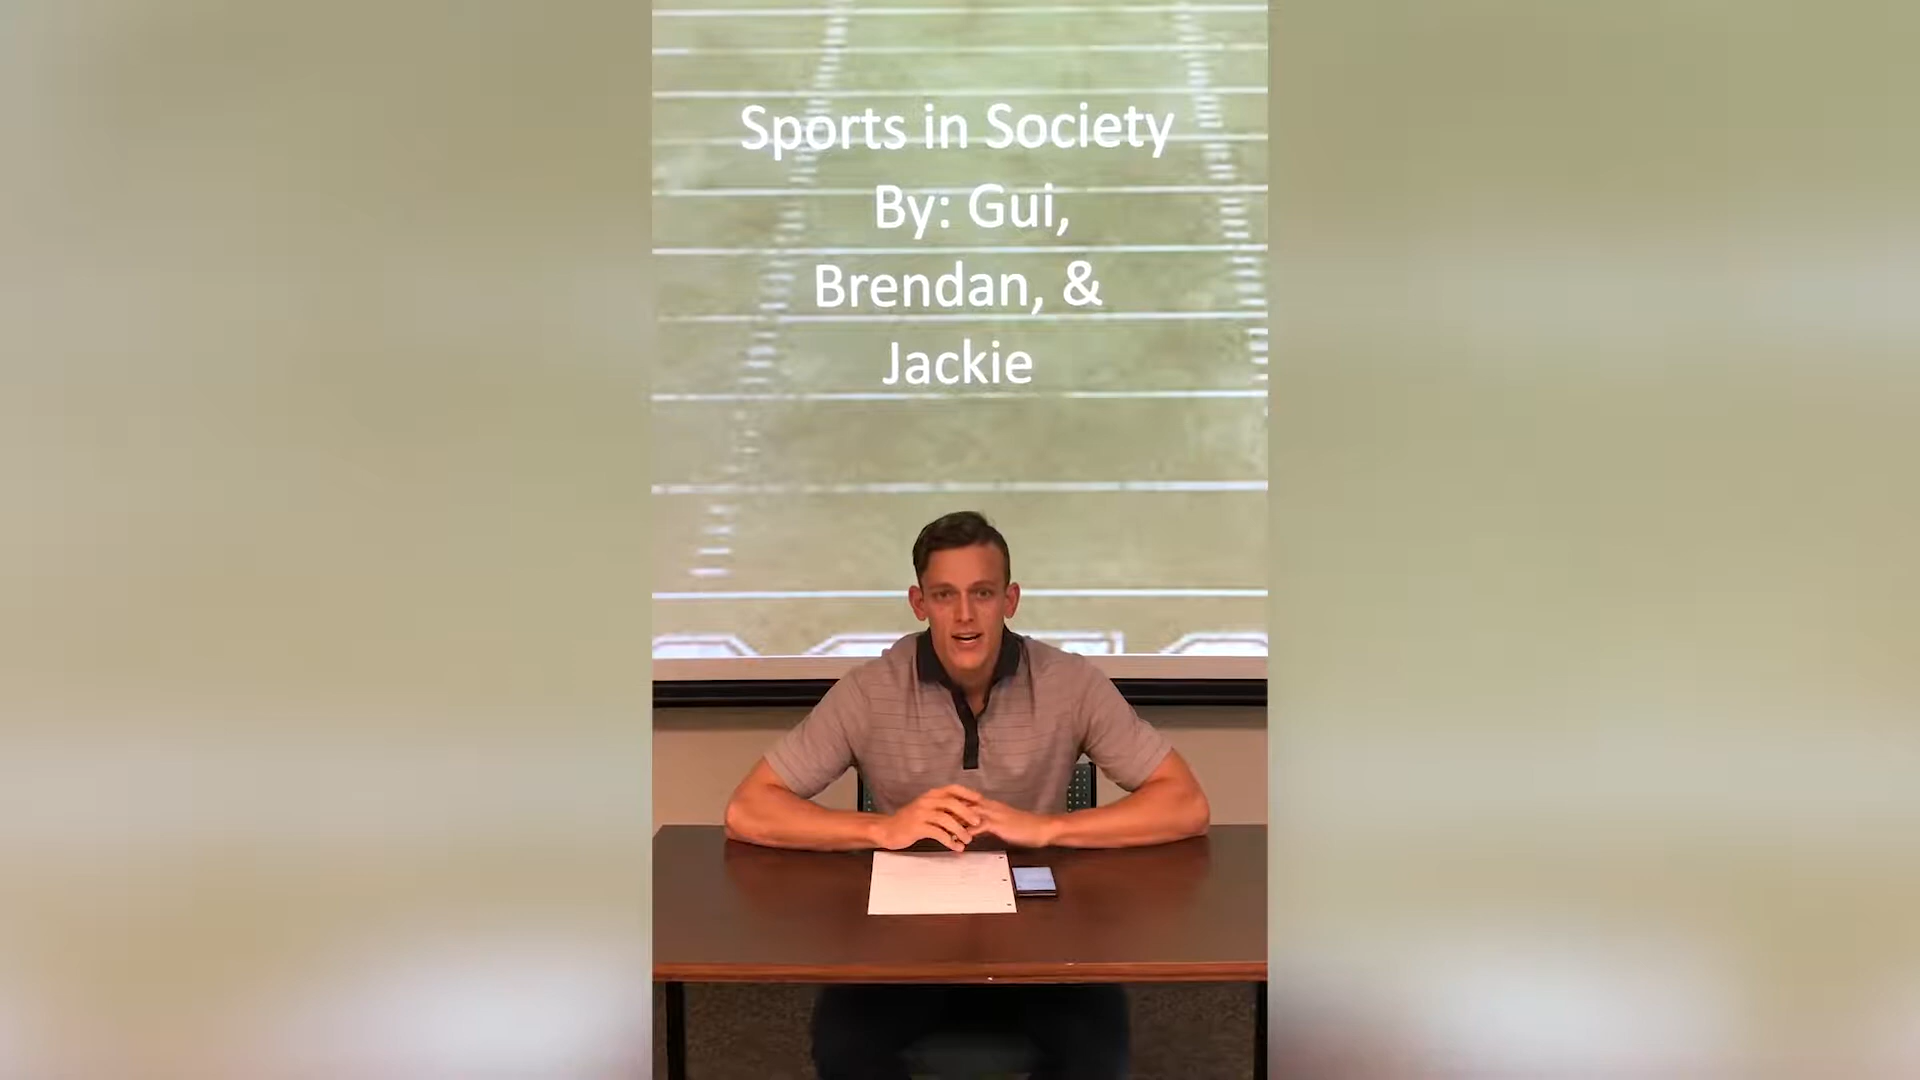 Sports in Society
By: Gui,
Brendan, &
Jackie